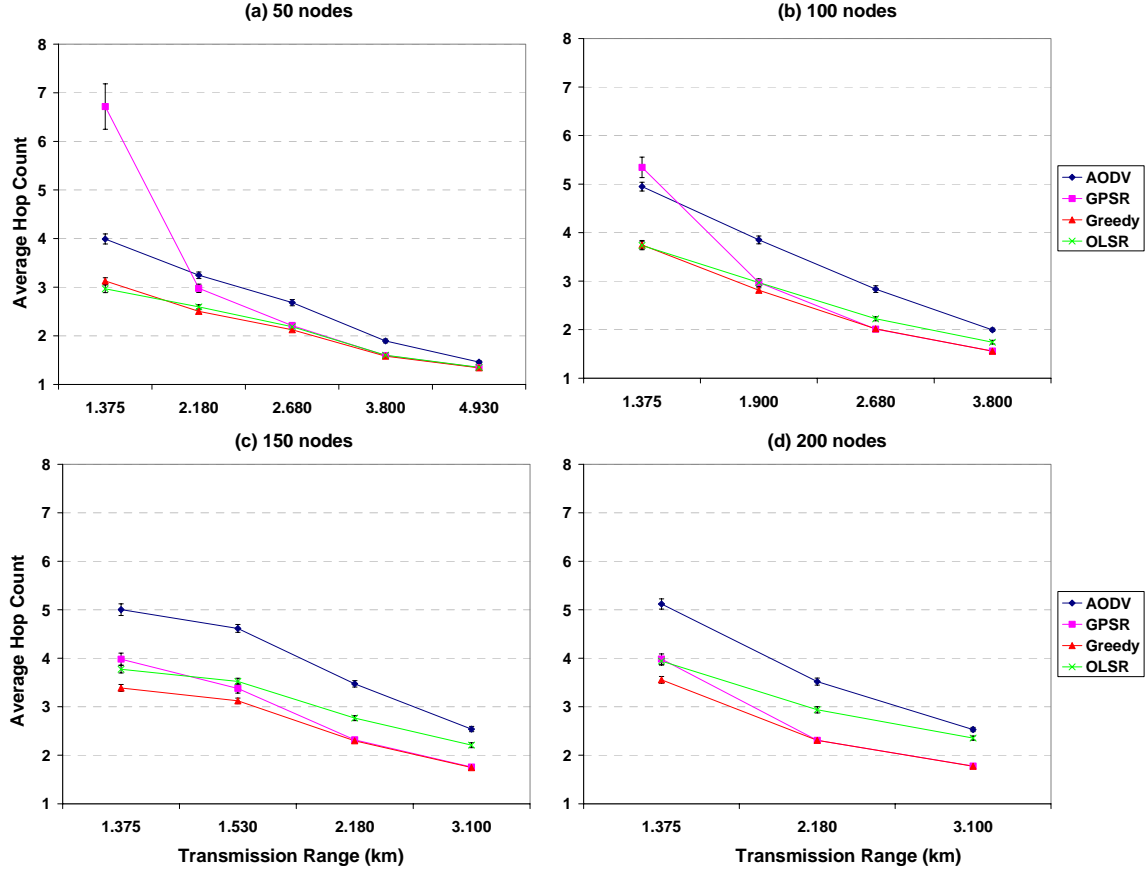 (a) 50 nodes
(b) 100 nodes
8
7
6
5
4
3
2
1
Average Hop Count
1.375 2.180 2.680 3.800 4.930
8
7
6
5
4
3
2
1
1.375 1.900 2.680 3.800
AODV
GPSR
Greedy
OLSR
(c) 150 nodes
(d) 200 nodes
8
7
6
5
4
3
2
1
Average Hop Count
1.375 1.530 2.180 3.100
Transmission Range (km)
8
7
6
5
4
3
2
1
1.375 2.180 3.100
Transmission Range (km)
AODV
GPSR
Greedy
OLSR